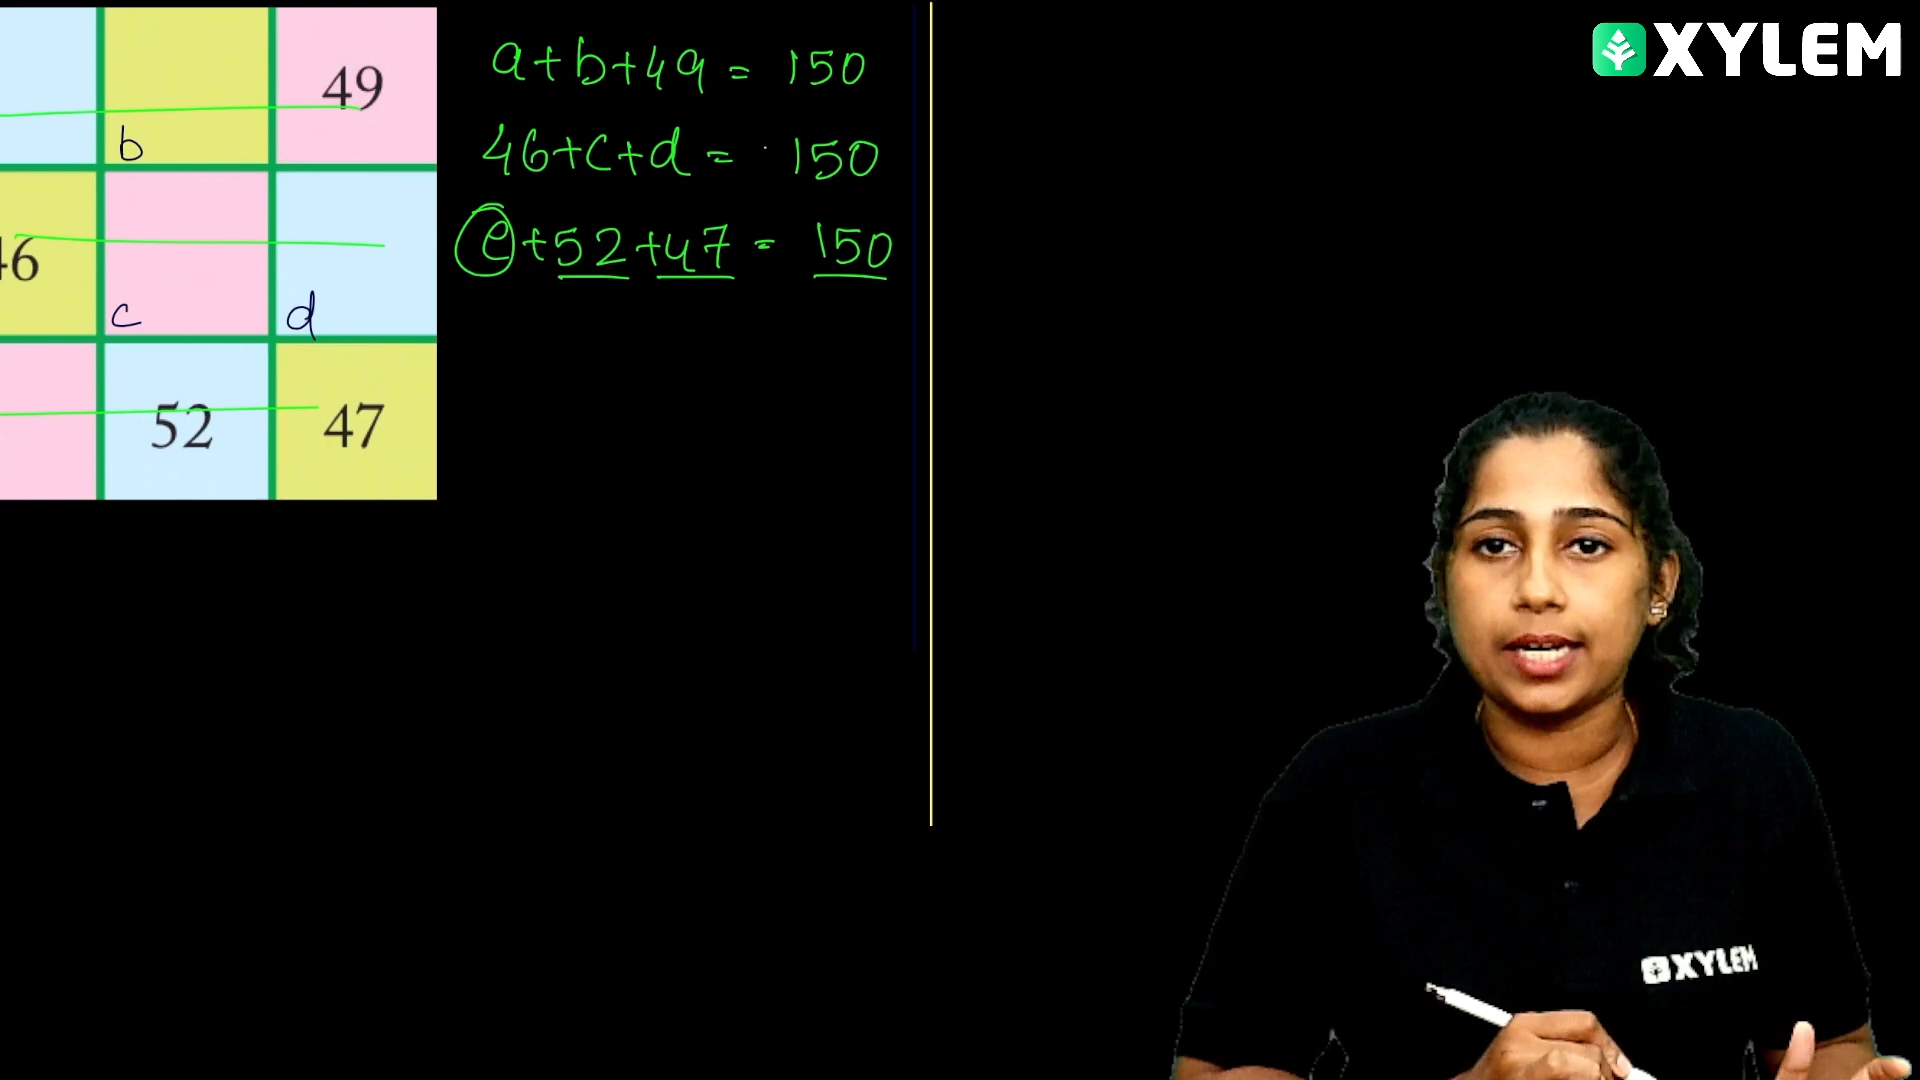 XYLEM
49
b
46
c
d
52
47
a+b+49 = 150
46+c+d = 150
e+52+47 = 150
XYLEM